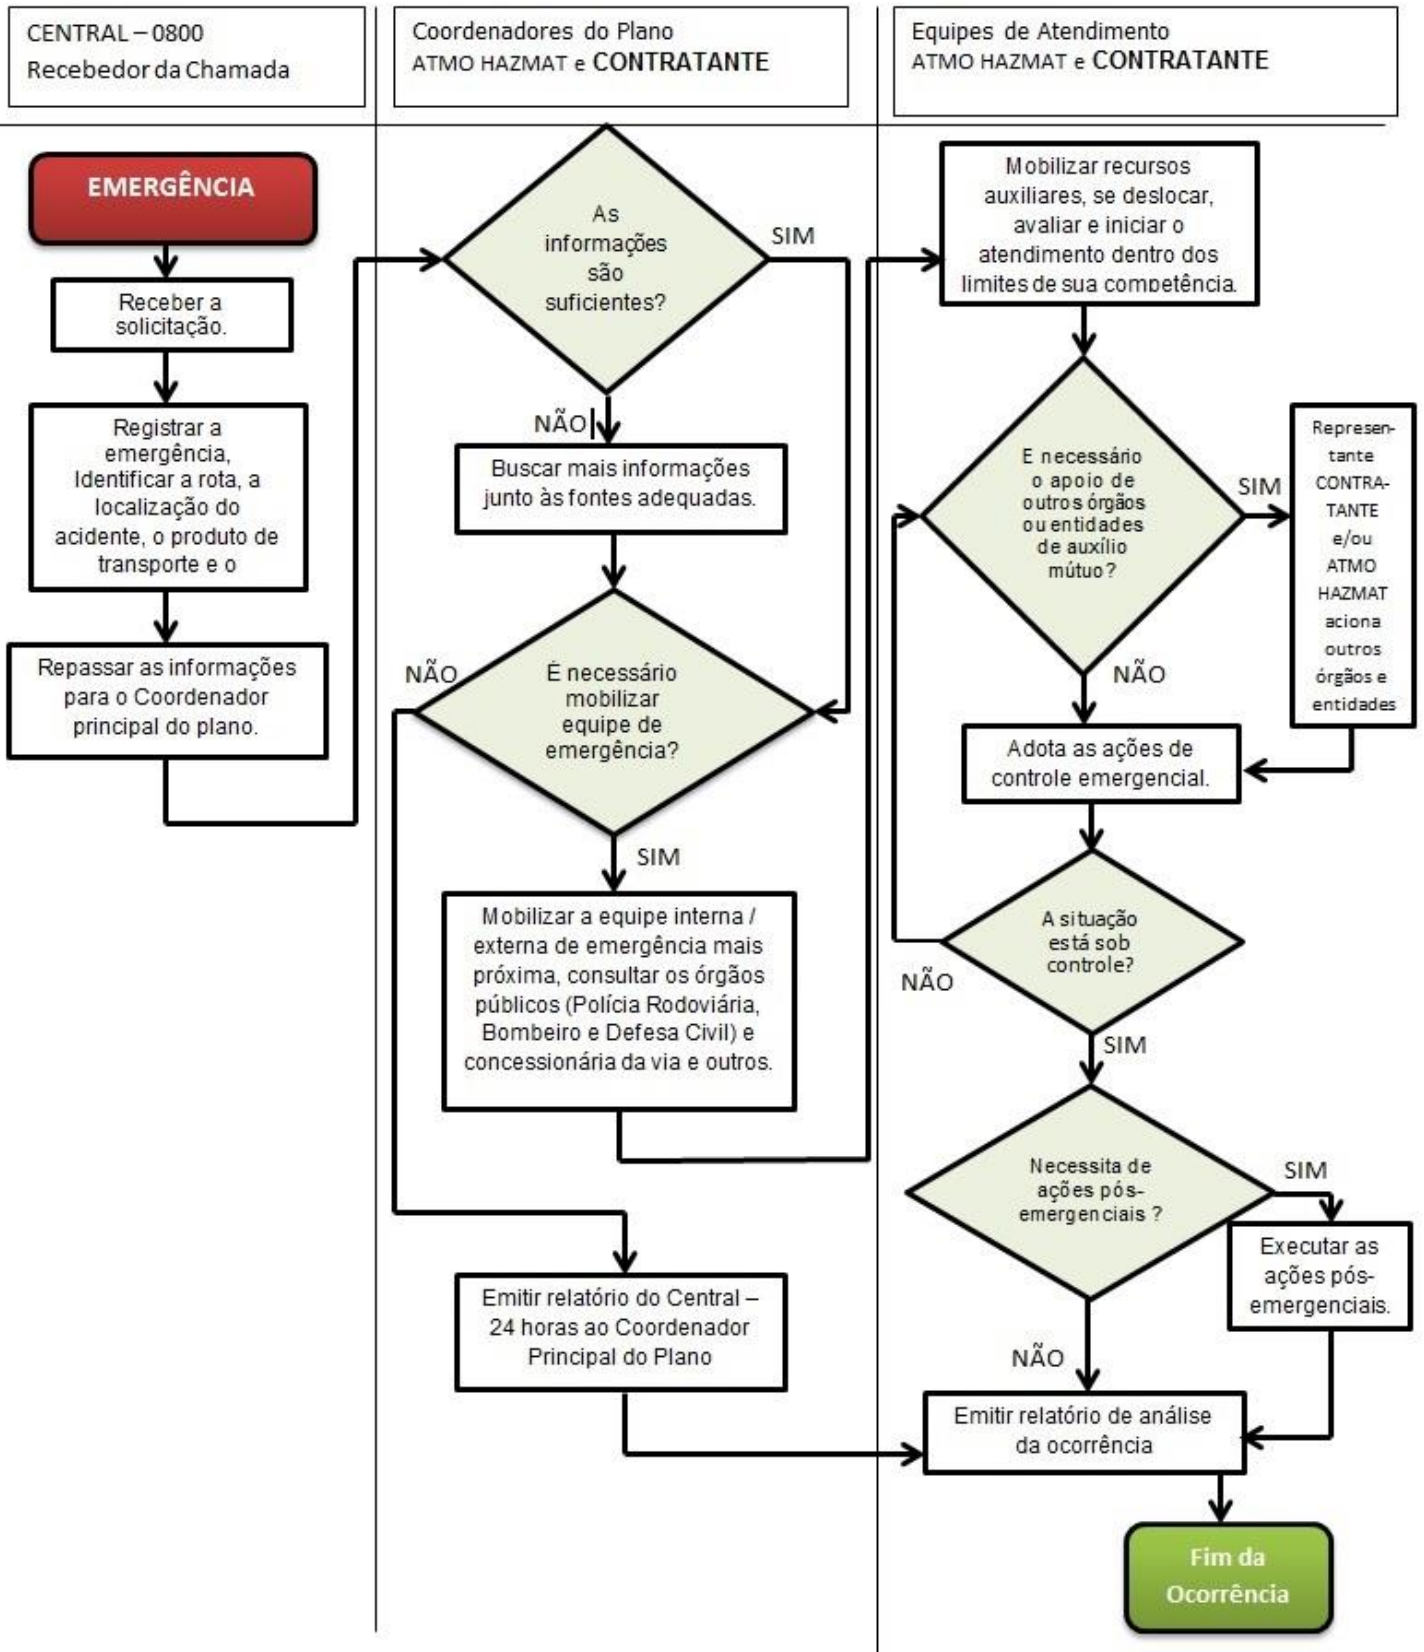 CENTRAL – 0800
Recebedor da Chamada
Coordenadores do Plano
ATMO HAZMAT e CONTRATANTE
Equipes de Atendimento
ATMO HAZMAT e CONTRATANTE
EMERGÊNCIA
Receber a
solicitação.
Registrar a
emergência,
Identificar a rota, a
localização do
acidente, o produto de
transporte e o
Repassar as informações
para o Coordenador
principal do plano.
As
informações
são
suficientes?
SIM
NÃO
Buscar mais informações
junto às fontes adequadas.
NÃO
É necessário
mobilizar
equipe de
emergência?
SIM
Mobilizar a equipe interna /
externa de emergência mais
próxima, consultar os órgãos
públicos (Polícia Rodoviária,
Bombeiro e Defesa Civil) e
concessionária da via e outros.
Emitir relatório do Central –
24 horas ao Coordenador
Principal do Plano
Mobilizar recursos
auxiliares, se deslocar,
avaliar e iniciar o
atendimento dentro dos
limites de sua competência.
E necessário
o apoio de
outros órgãos
ou entidades
de auxílio
mútuo?
SIM
Represen-
tante
CONTRA-
TANTE
e/ou
ATMO
HAZMAT
aciona
outros
órgãos e
entidades
NÃO
Adota as ações de
controle emergencial.
A situação
está sob
controle?
NÃO
SIM
Necessita de
ações pós-
emergenciais ?
SIM
Executar as
ações pós-
emergenciais.
NÃO
Emitir relatório de análise
da ocorrência
Fim da
Ocorrência